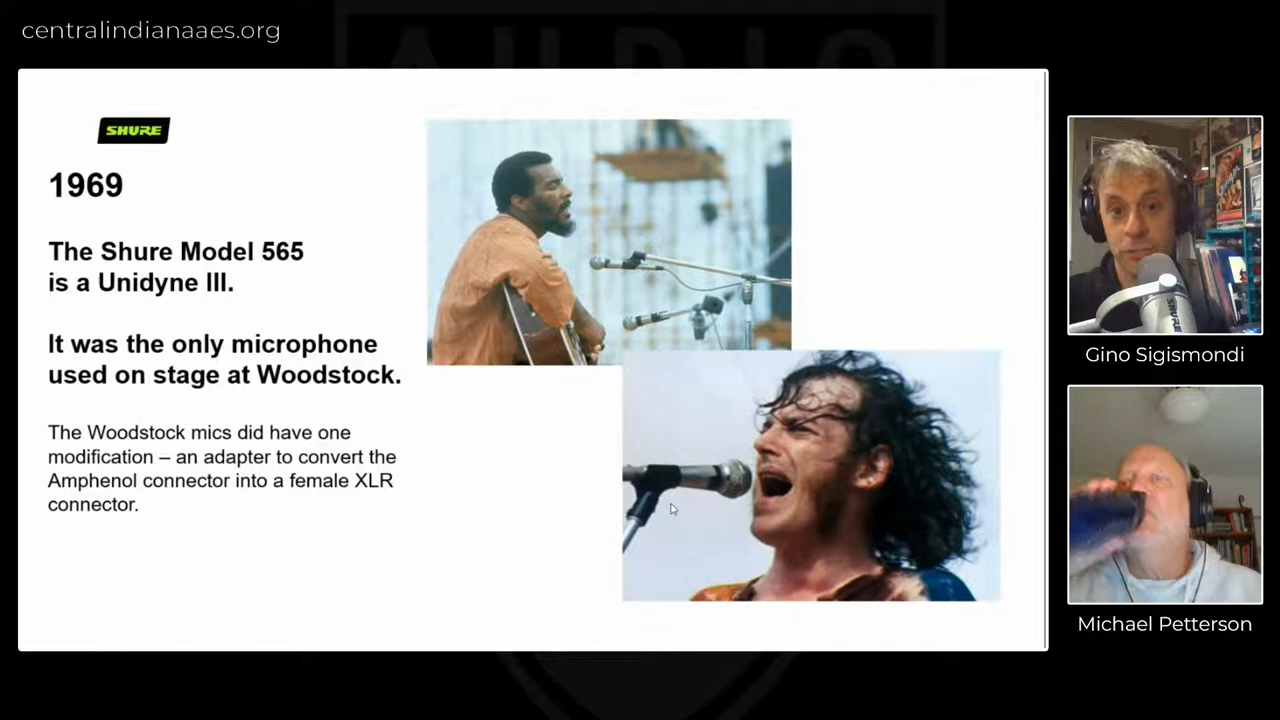 centralindianaaes.org
AUDIO
SHURE
1969
The Shure Model 565
is a Unidyne III.
It was the only microphone
used on stage at Woodstock.
The Woodstock mics did have one
modification – an adapter to convert the
Amphenol connector into a female XLR
connector.
SHURE
Gino Sigismondi
Michael Petterson